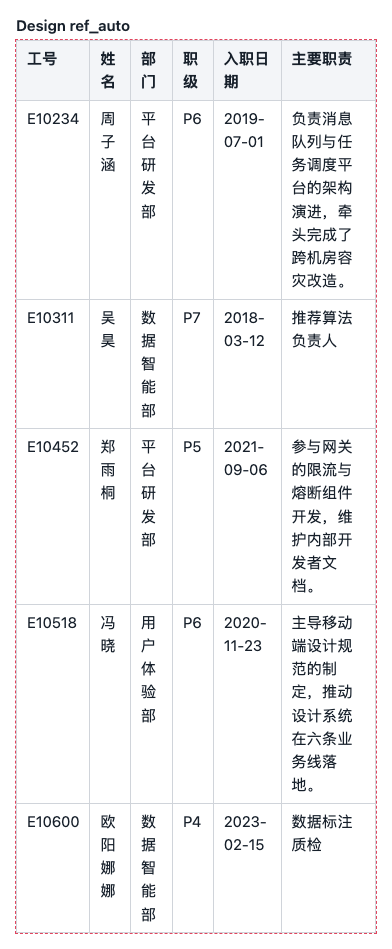 Design ref_auto
工号 姓名 部门 职级 入职日期 主要职责
E10234 周子涵 平台研发部 P6 2019-07-01 负责消息队列与任务调度平台的架构演进，牵头完成了跨机房容灾改造。
E10311 吴昊 数据智能部 P7 2018-03-12 推荐算法负责人
E10452 郑雨桐 平台研发部 P5 2021-09-06 参与网关的限流与熔断组件开发，维护内部开发者文档。
E10518 冯晓 用户体验部 P6 2020-11-23 主导移动端设计规范的制定，推动设计系统在六条业务线落地。
E10600 欧阳娜娜 数据智能部 P4 2023-02-15 数据标注质检